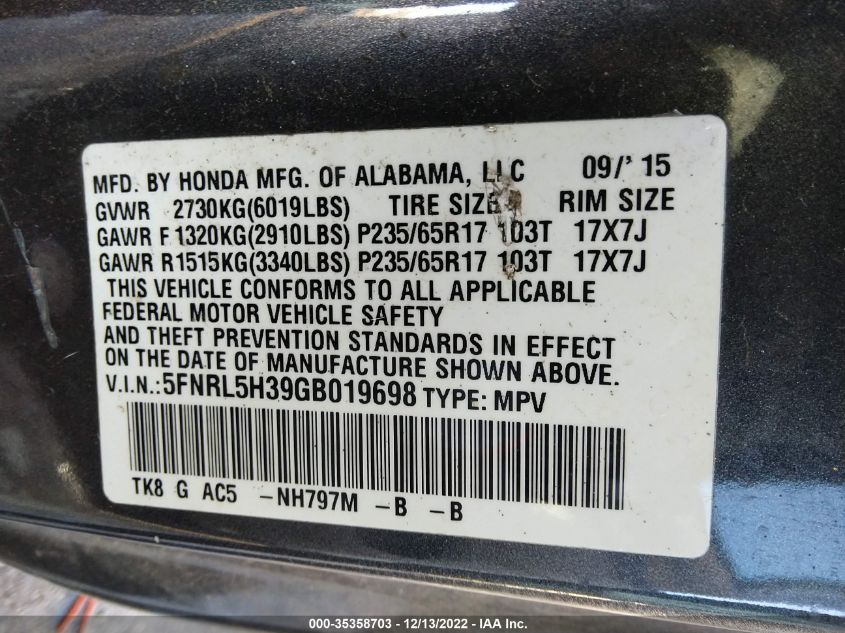 MFD. BY HONDA MFG. OF ALABAMA, LLC 09/'15
GVWR 2730KG(6019LBS) TIRE SIZE RIM SIZE
GAWR F 1320KG(2910LBS) P235/65R17 103T 17X7J
GAWR R1515KG(3340LBS) P235/65R17 103T 17X7J
THIS VEHICLE CONFORMS TO ALL APPLICABLE
FEDERAL MOTOR VEHICLE SAFETY
AND THEFT PREVENTION STANDARDS IN EFFECT
ON THE DATE OF MANUFACTURE SHOWN ABOVE.
V.I.N.:5FNRL5H39GB019698 TYPE: MPV
TK8 G AC5 -NH797M -B -B
000-35358703 - 12/13/2022 - IAA Inc.